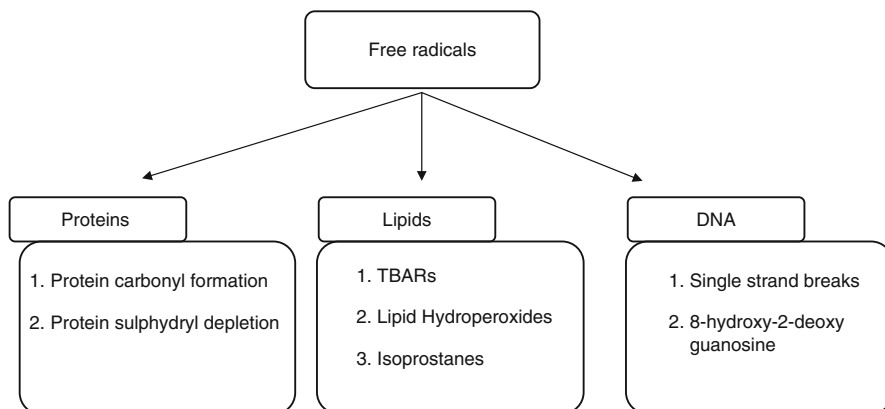 Free radicals
Proteins
1. Protein carbonyl formation
2. Protein sulphydryl depletion
Lipids
1. TBARs
2. Lipid Hydroperoxides
3. Isoprostanes
DNA
1. Single strand breaks
2. 8-hydroxy-2-deoxy
guanosine